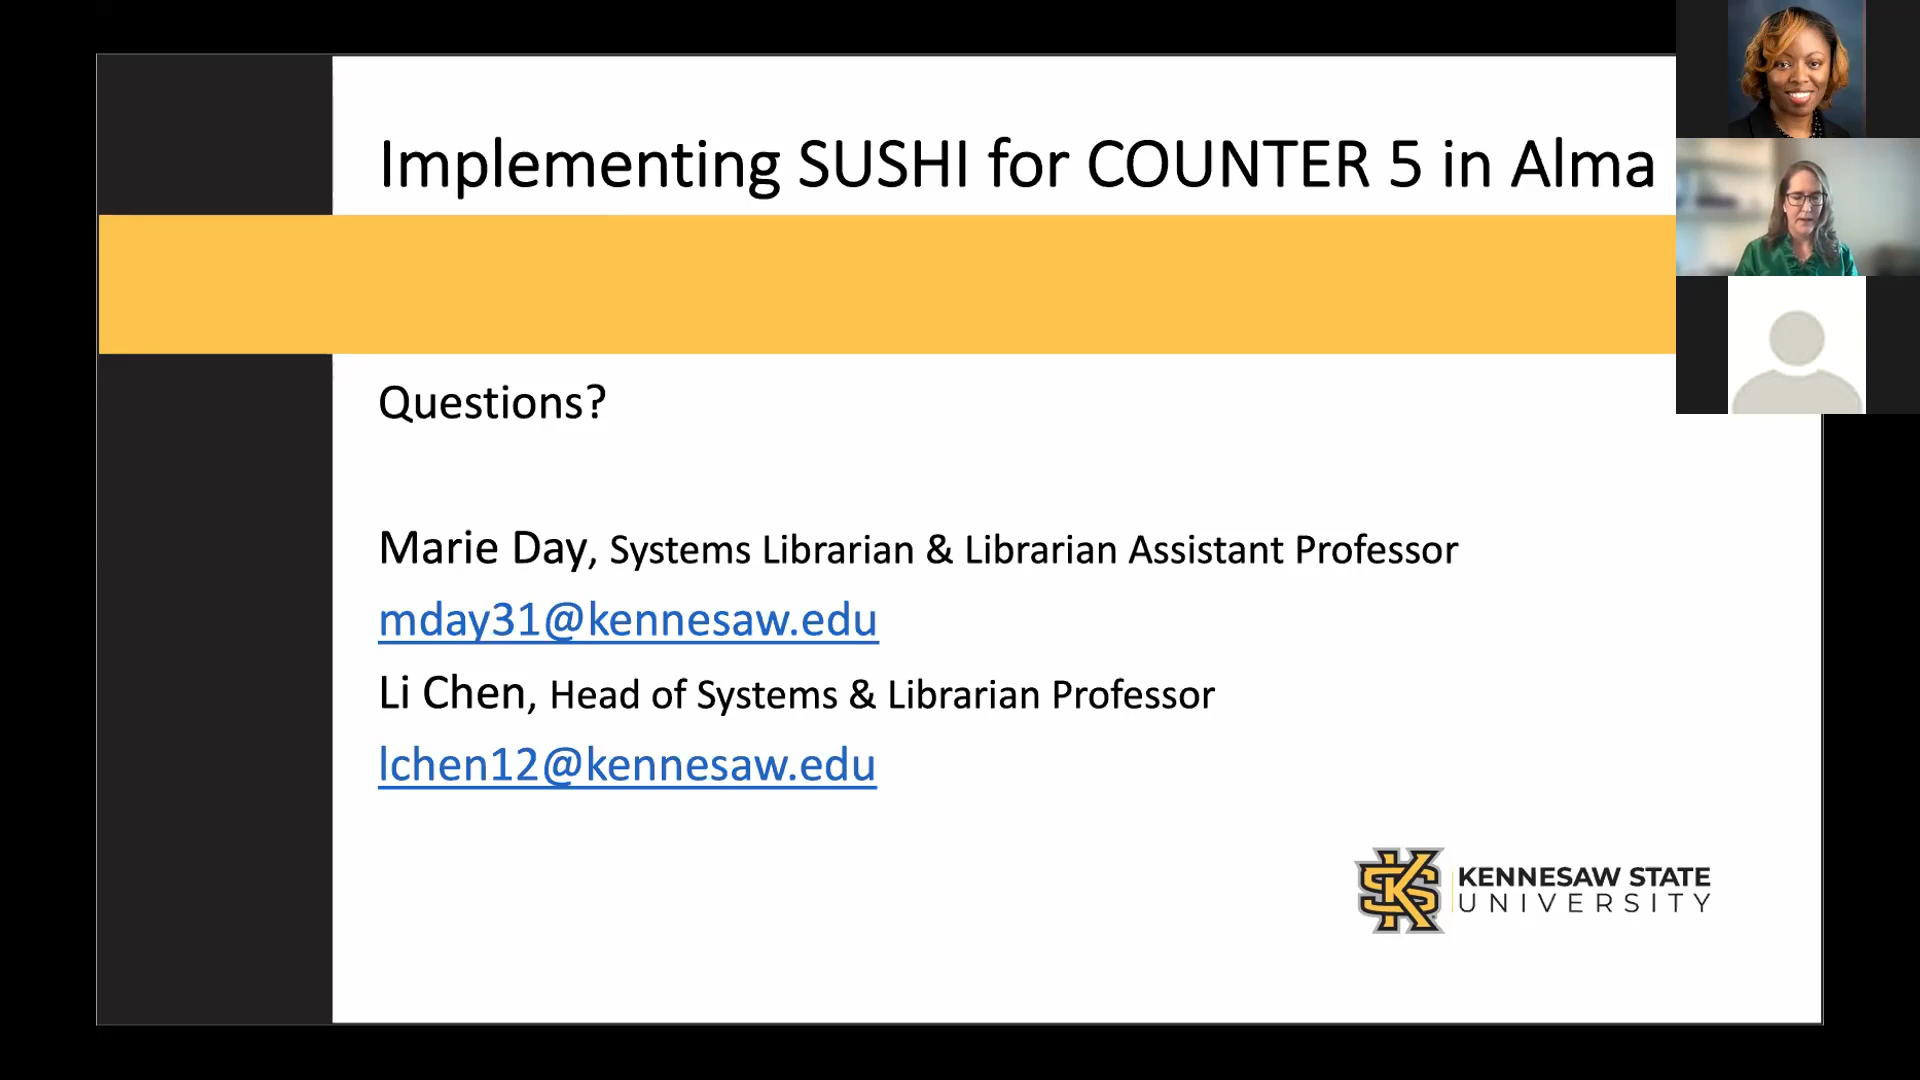 Implementing SUSHI for COUNTER 5 in Alma
Questions?
Marie Day, Systems Librarian & Librarian Assistant Professor
mday31@kennesaw.edu
Li Chen, Head of Systems & Librarian Professor
lchen12@kennesaw.edu
KS
KENNESAW STATE
UNIVERSITY